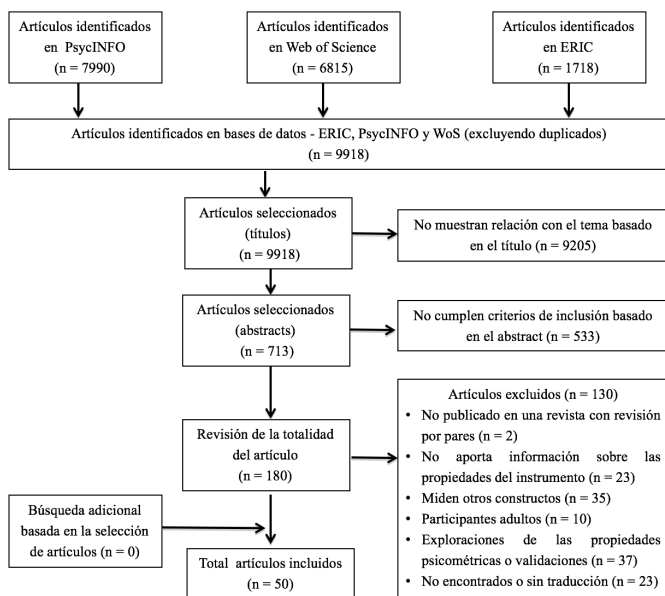 Artículos identificados
en PsycINFO
(n = 7990)
Artículos identificados
en Web of Science
(n = 6815)
Artículos identificados
en ERIC
(n = 1718)
Artículos identificados en bases de datos - ERIC, PsycINFO y WoS (excluyendo duplicados)
n = 9918
Artículos seleccionados
(títulos)
(n = 9918)
No muestran relación con el tema basado
en el título (n = 9205)
Artículos seleccionados
(abstracts)
(n = 713)
No cumplen criterios de inclusión basado
en el abstract (n = 533)
Revisión de la totalidad
del artículo
(n = 180)
Artículos excluidos (n = 130)
• No publicado en una revista con revisión
por pares (n = 2)
• No aporta información sobre las
propiedades del instrumento (n = 23)
• Miden otros constructos (n = 35)
• Participantes adultos (n = 10)
• Exploraciones de las propiedades
psicométricas o validaciones (n = 37)
• No encontrados o sin traducción (n = 23)
Búsqueda adicional
basada en la selección
de artículos (n = 0)
Total artículos incluidos
(n = 50)